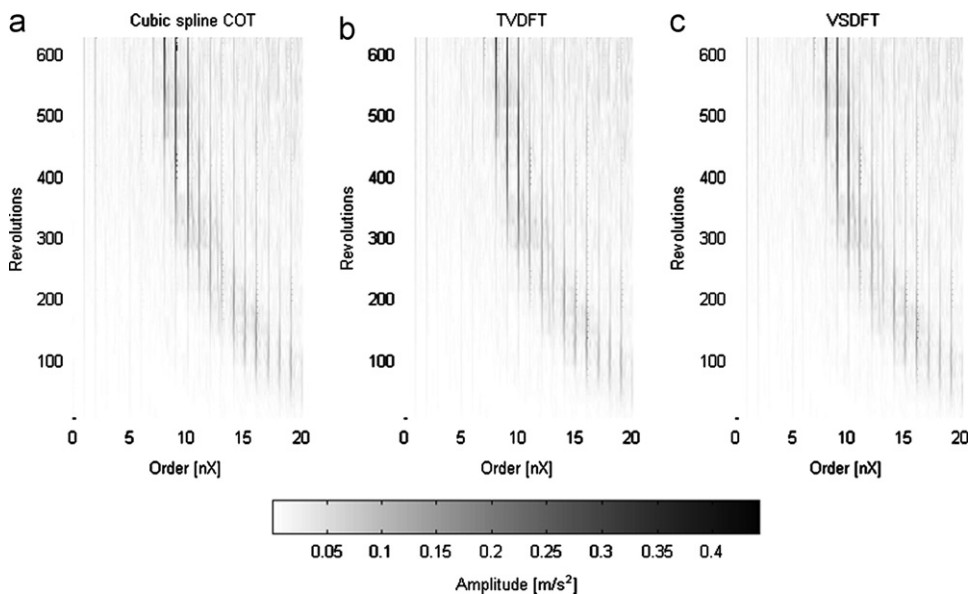 a
Cubic spline COT
Revolutions
600
500
400
300
200
100
-
0 5 10 15 20
Order [nX]
b
TVDFT
Revolutions
600
500
400
300
200
100
-
0 5 10 15 20
Order [nX]
c
VSDFT
Revolutions
600
500
400
300
200
100
-
0 5 10 15 20
Order [nX]
0.05 0.1 0.15 0.2 0.25 0.3 0.35 0.4
Amplitude [m/s²]